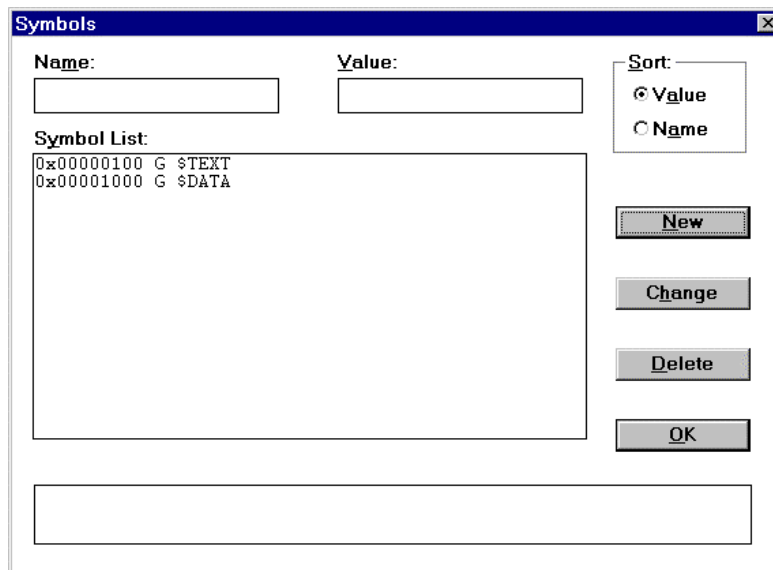 Symbols
Name:
Value:
Sort:
Value
Name
Symbol List:
0x00000100 G $TEXT
0x00001000 G $DATA
New
Change
Delete
OK